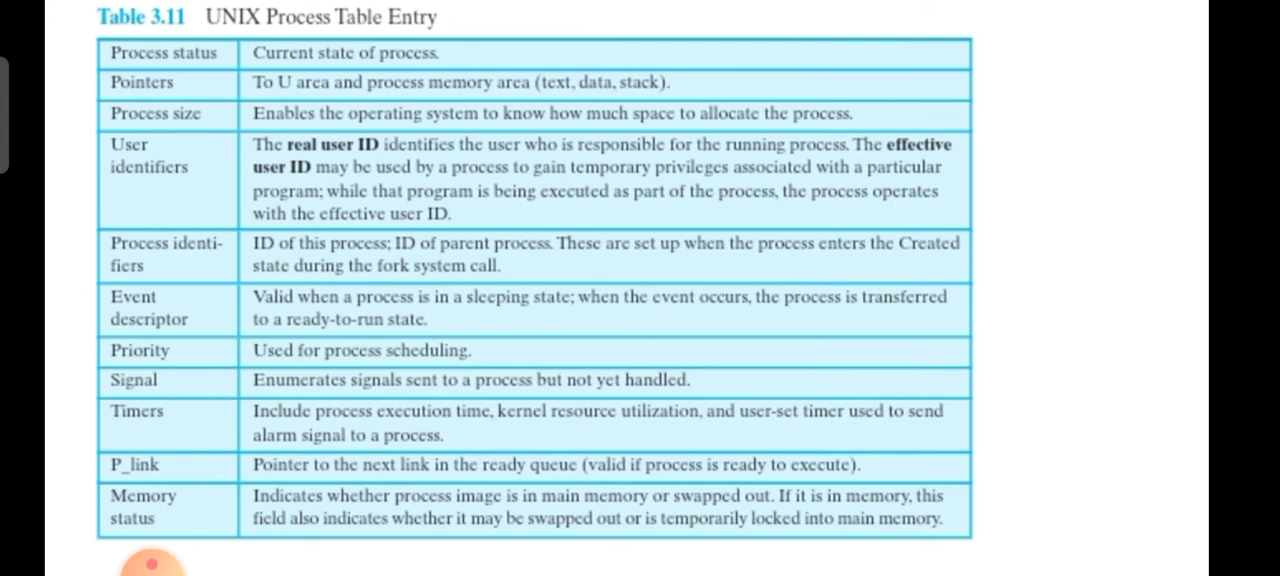 Table 3.11 UNIX Process Table Entry
Process status Current state of process.
Pointers To U area and process memory area (text, data, stack).
Process size Enables the operating system to know how much space to allocate the process.
User The real user ID identifies the user who is responsible for the running process. The effective
identifiers user ID may be used by a process to gain temporary privileges associated with a particular
program; while that program is being executed as part of the process, the process operates
with the effective user ID.
Process identi- ID of this process; ID of parent process. These are set up when the process enters the Created
fiers state during the fork system call.
Event Valid when a process is in a sleeping state; when the event occurs, the process is transferred
descriptor to a ready-to-run state.
Priority Used for process scheduling.
Signal Enumerates signals sent to a process but not yet handled.
Timers Include process execution time, kernel resource utilization, and user-set timer used to send
alarm signal to a process.
P_link Pointer to the next link in the ready queue (valid if process is ready to execute).
Memory Indicates whether process image is in main memory or swapped out. If it is in memory, this
status field also indicates whether it may be swapped out or is temporarily locked into main memory.